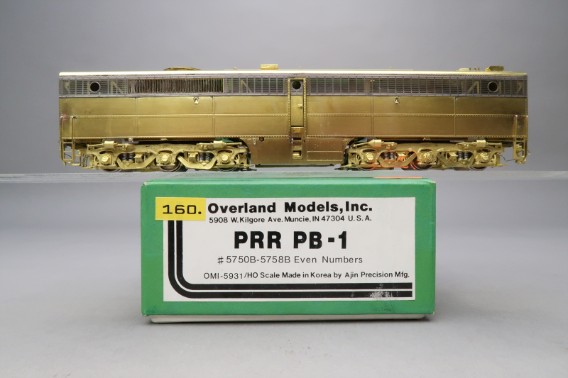 160.
Overland Models, Inc.
5908 W. Kilgore Ave. Muncie, IN 47304 U.S.A.
PRR PB-1
#5750B-5758B Even Numbers
OMI-5931/HO Scale Made in Korea by Ajin Precision Mfg.